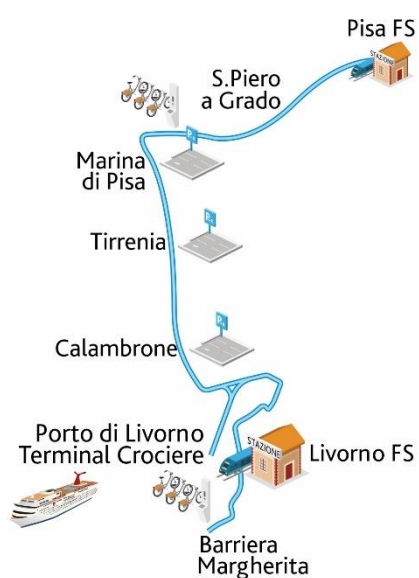 Pisa FS
STAZIONE
S.Piero
a Grado
Marina
di Pisa
Tirrenia
Calambrone
Porto di Livorno
Terminal Crociere
STAZIONE
Livorno FS
Barriera
Margherita